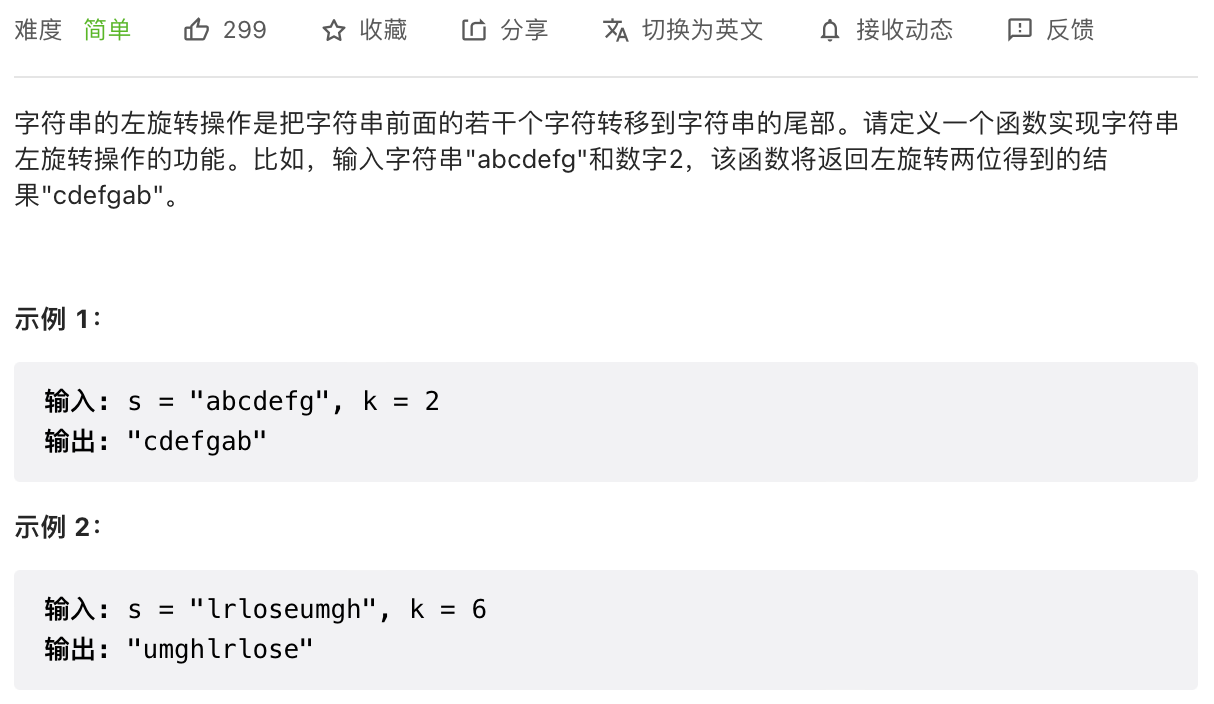 难度 简单 299 收藏 分享 切换为英文 接收动态 反馈
字符串的左旋转操作是把字符串前面的若干个字符转移到字符串的尾部。请定义一个函数实现字符串
左旋转操作的功能。比如，输入字符串"abcdefg"和数字2，该函数将返回左旋转两位得到的结
果"cdefgab"。
示例 1：
输入: s = "abcdefg", k = 2
输出: "cdefgab"
示例 2：
输入: s = "lrloseumgh", k = 6
输出: "umghlrlose"